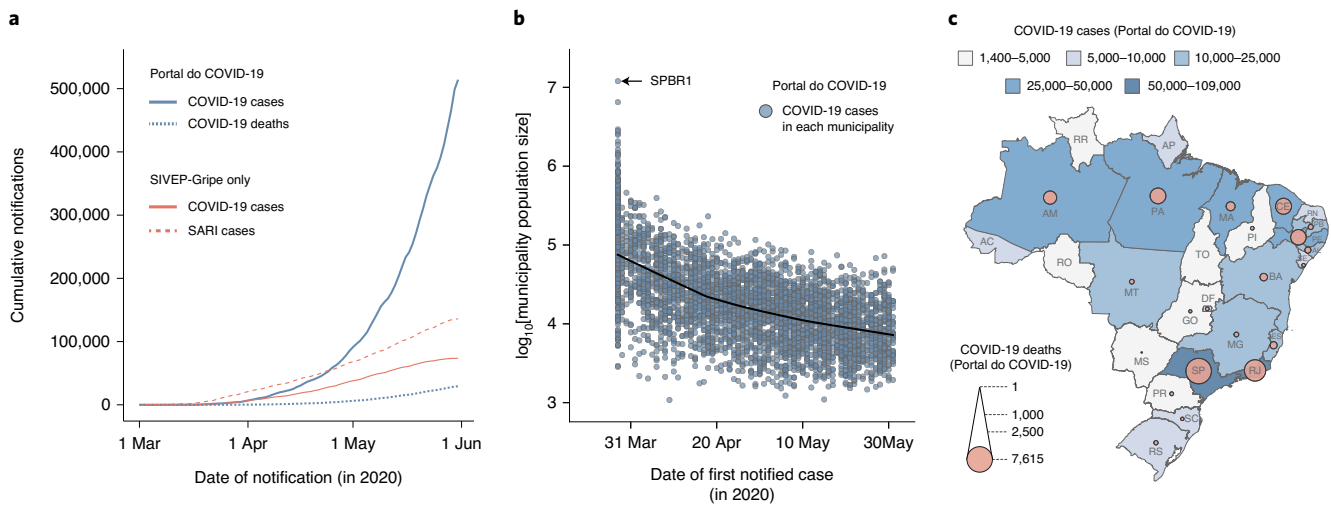 a
500,000
400,000
300,000
200,000
100,000
0
Cumulative notifications
Portal do COVID-19
COVID-19 cases
COVID-19 deaths
SIVEP-Gripe only
COVID-19 cases
SARI cases
1 Mar
1 Apr
1 May
1 Jun
Date of notification (in 2020)
b
7
6
5
4
3
log10[municipality population size]
SPBR1
Portal do COVID-19
COVID-19 cases
in each municipality
31 Mar
20 Apr
10 May
30May
Date of first notified case
(in 2020)
c
COVID-19 cases (Portal do COVID-19)
1,400–5,000
5,000–10,000
10,000–25,000
25,000–50,000
50,000–109,000
RR
AP
AM
PA
MA
CE
RN
PB
PI
AC
TO
SE
RO
BA
MT
DF
GO
MG
ES
MS
SP
RJ
PR
SC
RS
COVID-19 deaths
(Portal do COVID-19)
1
1,000
2,500
7,615